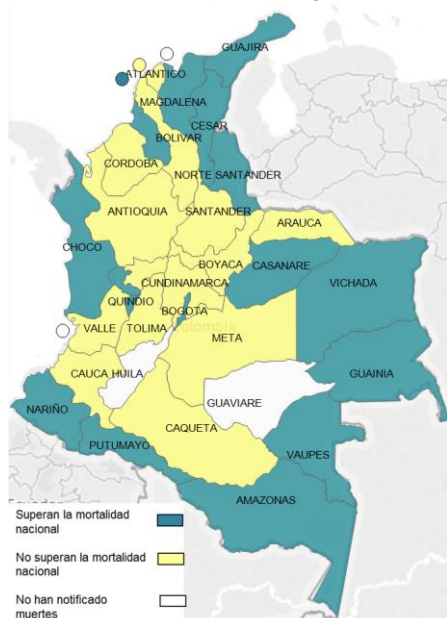 GUAJIRA
ATLANTICO
MAGDALENA
CESAR
BOLIVAR
CORDOBA
NORTE SANTANDER
ANTIOQUIA
SANTANDER
ARAUCA
CHOCO
BOYACA
CASANARE
CUNDINAMARCA
VICHADA
QUINDIO
BOGOTA
VALLE
TOLIMA
META
CAUCA
HUILA
GUAINIA
GUAVIARE
NARIÑO
CAQUETA
PUTUMAYO
VAUPES
AMAZONAS
Superan la mortalidad
nacional
No superan la mortalidad
nacional
No han notificado
muertes